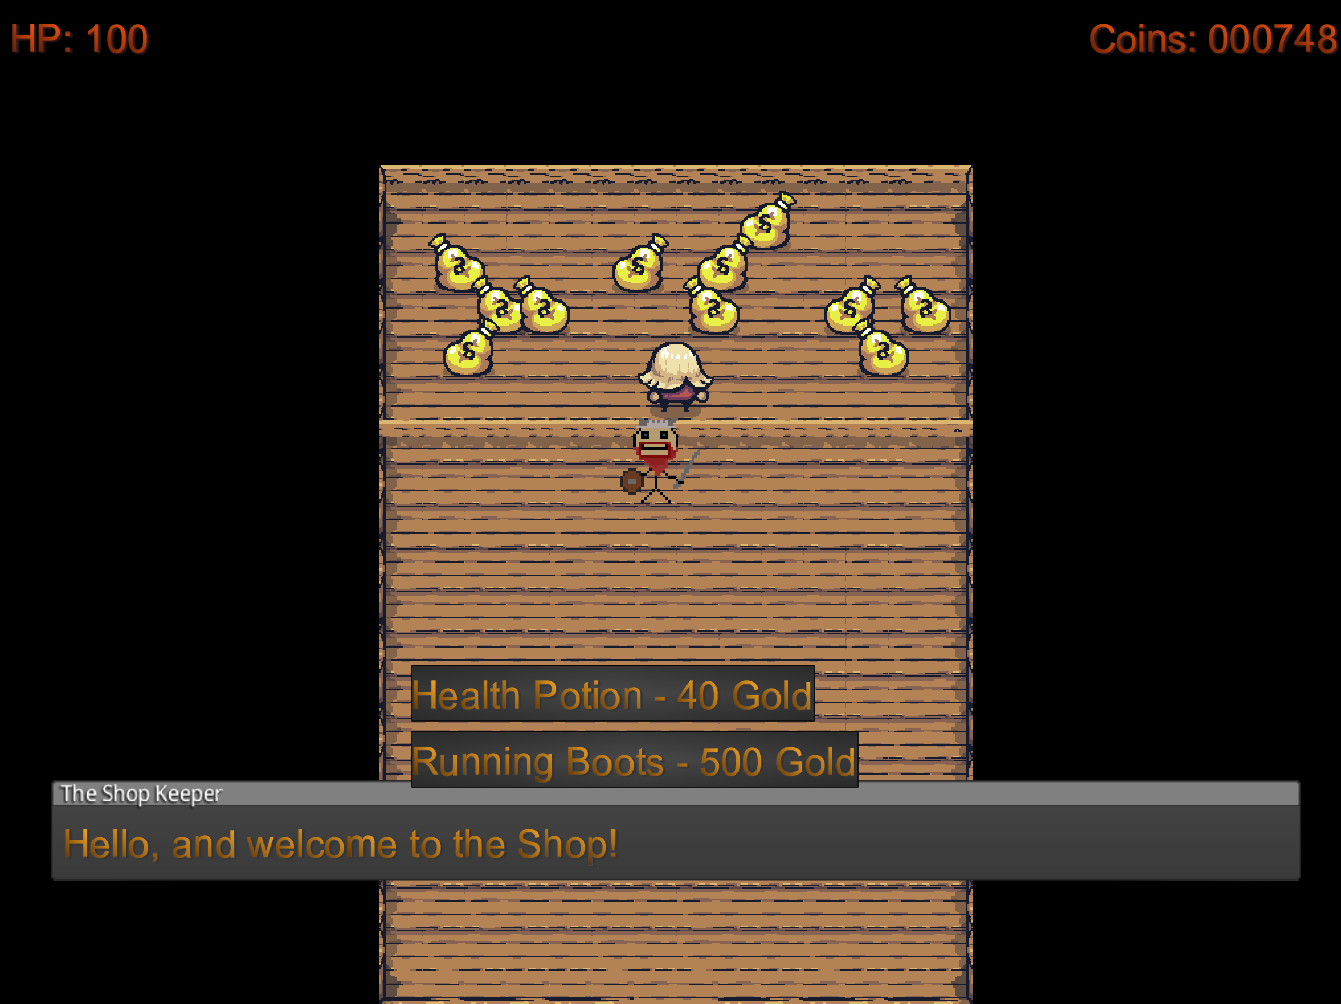 HP: 100
Coins: 000748
Health Potion - 40 Gold
Running Boots - 500 Gold
The Shop Keeper
Hello, and welcome to the Shop!